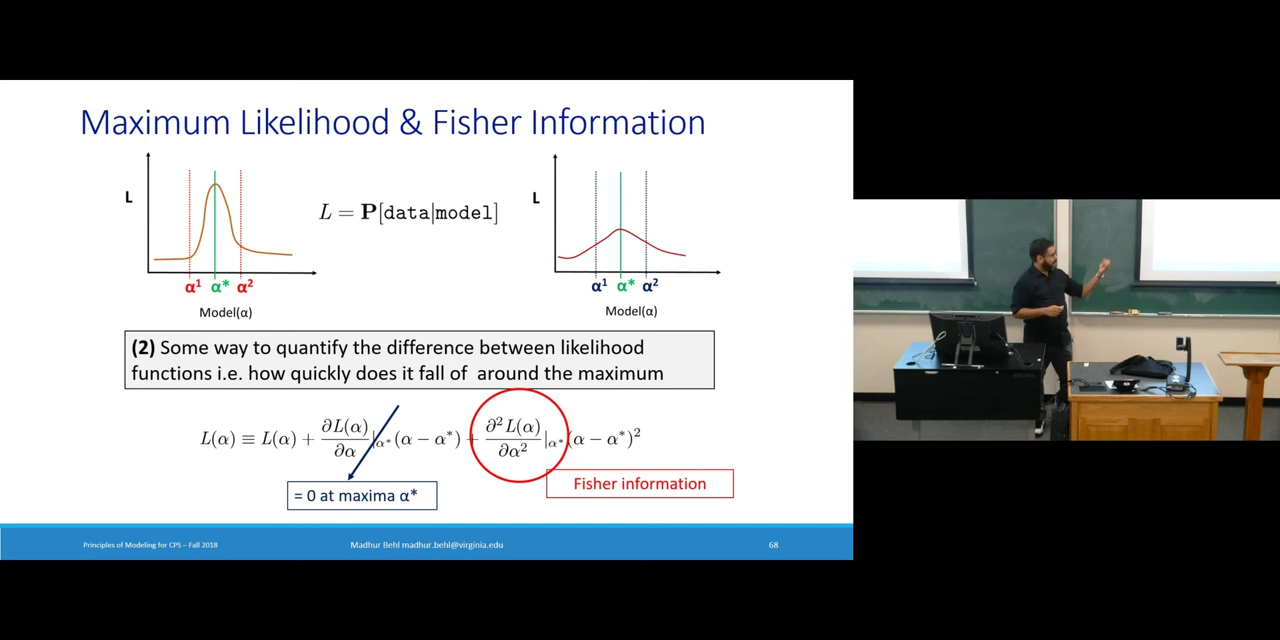 Maximum Likelihood & Fisher Information
L
L = P[data|model]
L
α¹ α* α²
α¹ α* α²
Model(α)
Model(α)
(2) Some way to quantify the difference between likelihood
functions i.e. how quickly does it fall of around the maximum
L(α) ≡ L(α) + ∂L(α)/∂α |α* (α − α*) + ∂²L(α)/∂α² |α* (α − α*)²
Fisher information
= 0 at maxima α*
Principles of Modeling for CPS – Fall 2018
Madhur Behl madhur.behl@virginia.edu
68